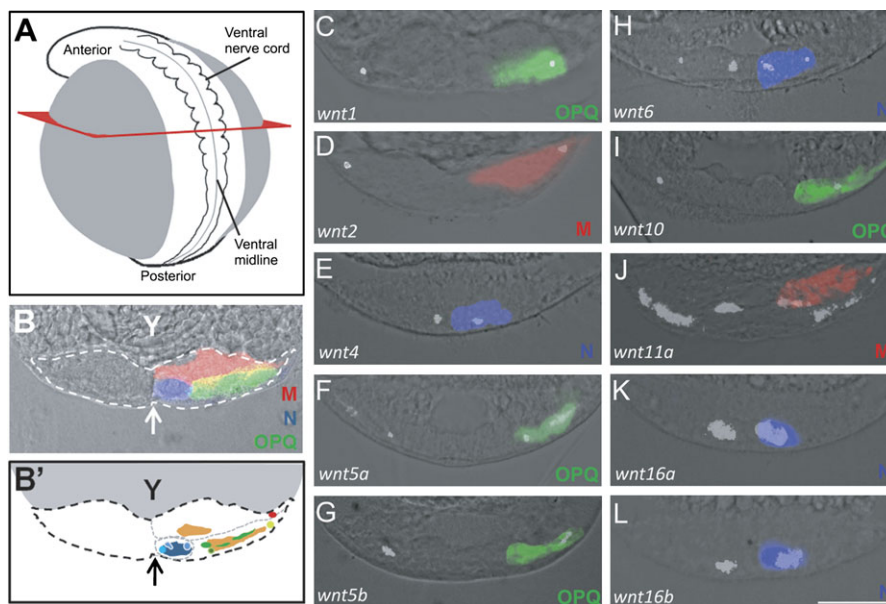 A
Anterior
Ventral
nerve cord
Ventral
midline
Posterior
B
Y
M
N
OPQ
B’
Y
C
wnt1
OPQ
D
wnt2
M
E
wnt4
N
F
wnt5a
OPQ
G
wnt5b
OPQ
H
wnt6
N
I
wnt10
OPQ
J
wnt11a
M
K
wnt16a
N
L
wnt16b
N